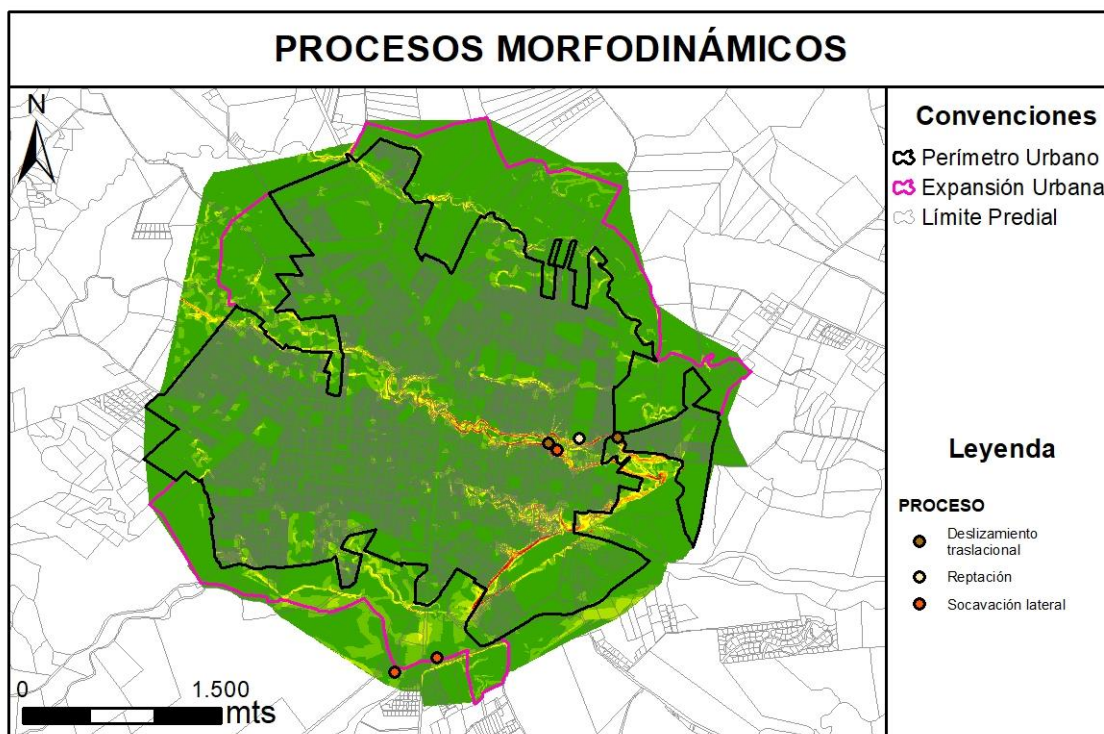 PROCESOS MORFODINÁMICOS
N
0
1.500
mts
Convenciones
Perímetro Urbano
Expansión Urbana
Límite Predial
Leyenda
PROCESO
Deslizamiento
traslacional
Reptación
Socavación lateral